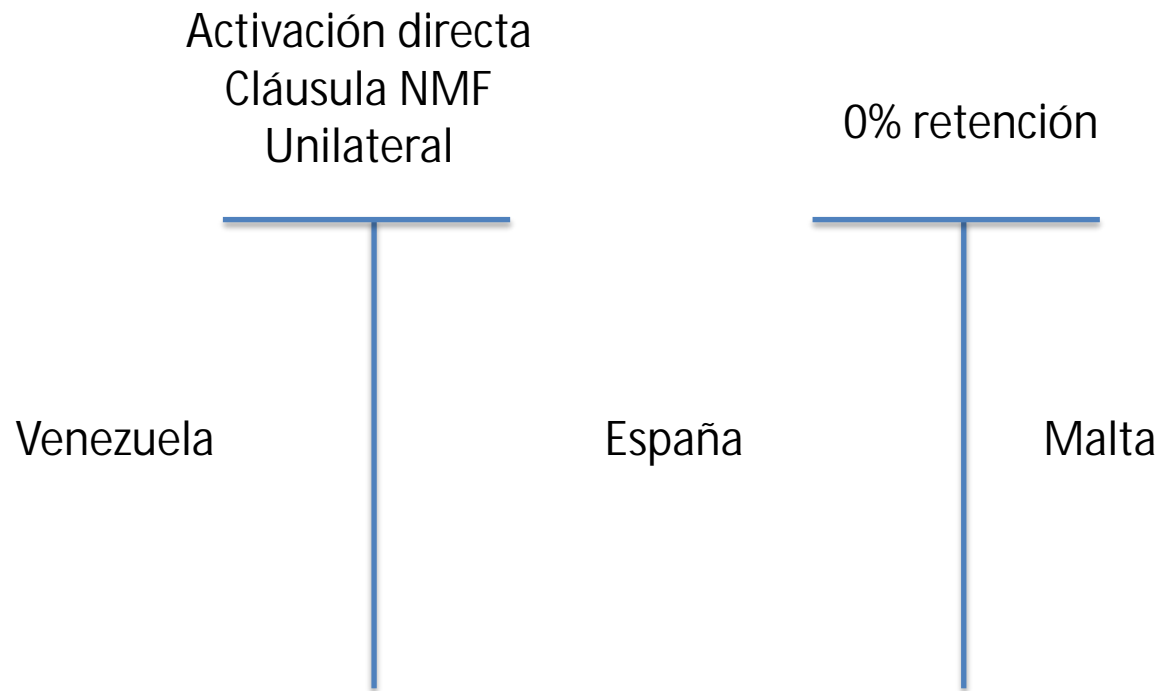 Activación directa
Cláusula NMF
Unilateral
0% retención
Venezuela
España
Malta